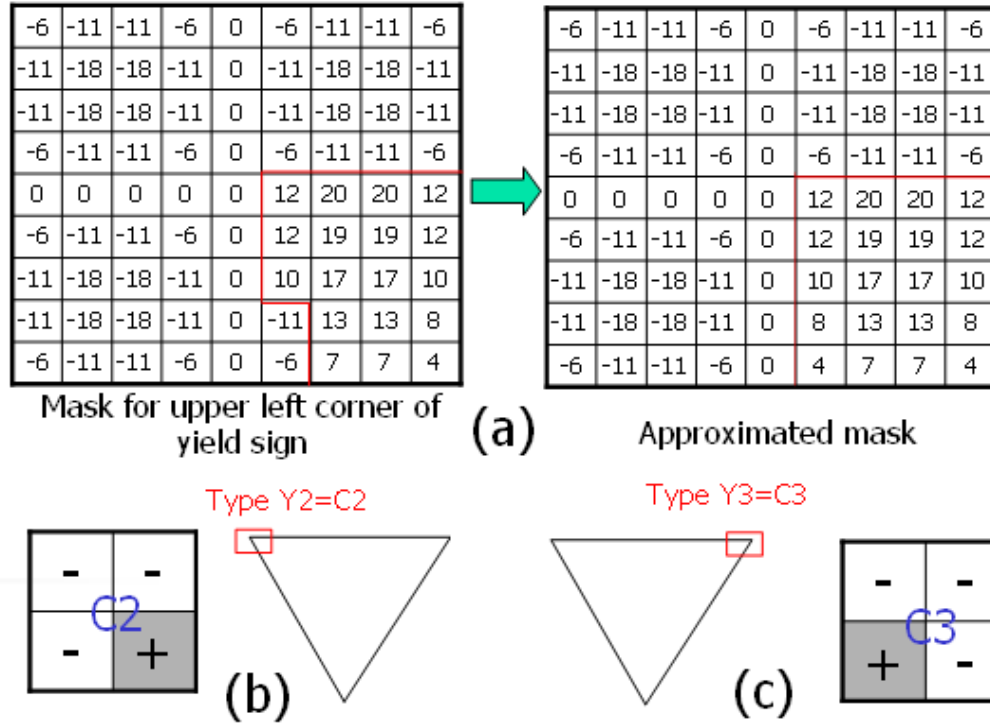 -6 -11 -11 -6 0 -6 -11 -11 -6
-11 -18 -18 -11 0 -11 -18 -18 -11
-11 -18 -18 -11 0 -11 -18 -18 -11
-6 -11 -11 -6 0 -6 -11 -11 -6
0 0 0 0 0 12 20 20 12
-6 -11 -11 -6 0 12 19 19 12
-11 -18 -18 -11 0 10 17 17 10
-11 -18 -18 -11 0 -11 13 13 8
-6 -11 -11 -6 0 -6 7 7 4
Mask for upper left corner of
yield sign
-6 -11 -11 -6 0 -6 -11 -11 -6
-11 -18 -18 -11 0 -11 -18 -18 -11
-11 -18 -18 -11 0 -11 -18 -18 -11
-6 -11 -11 -6 0 -6 -11 -11 -6
0 0 0 0 0 12 20 20 12
-6 -11 -11 -6 0 12 19 19 12
-11 -18 -18 -11 0 10 17 17 10
-11 -18 -18 -11 0 8 13 13 8
-6 -11 -11 -6 0 4 7 7 4
Approximated mask
(a)
Type Y2=C2
- -
C2
- +
(b)
Type Y3=C3
- -
C3
+ -
(c)